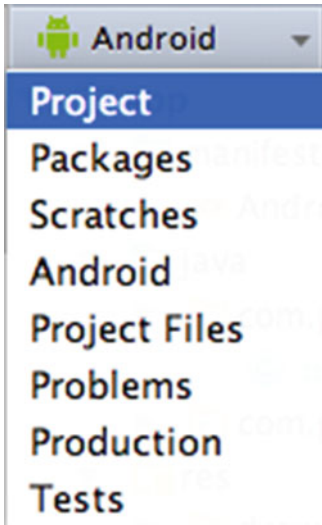 Android
Project
Packages
Scratches
Android
Project Files
Problems
Production
Tests